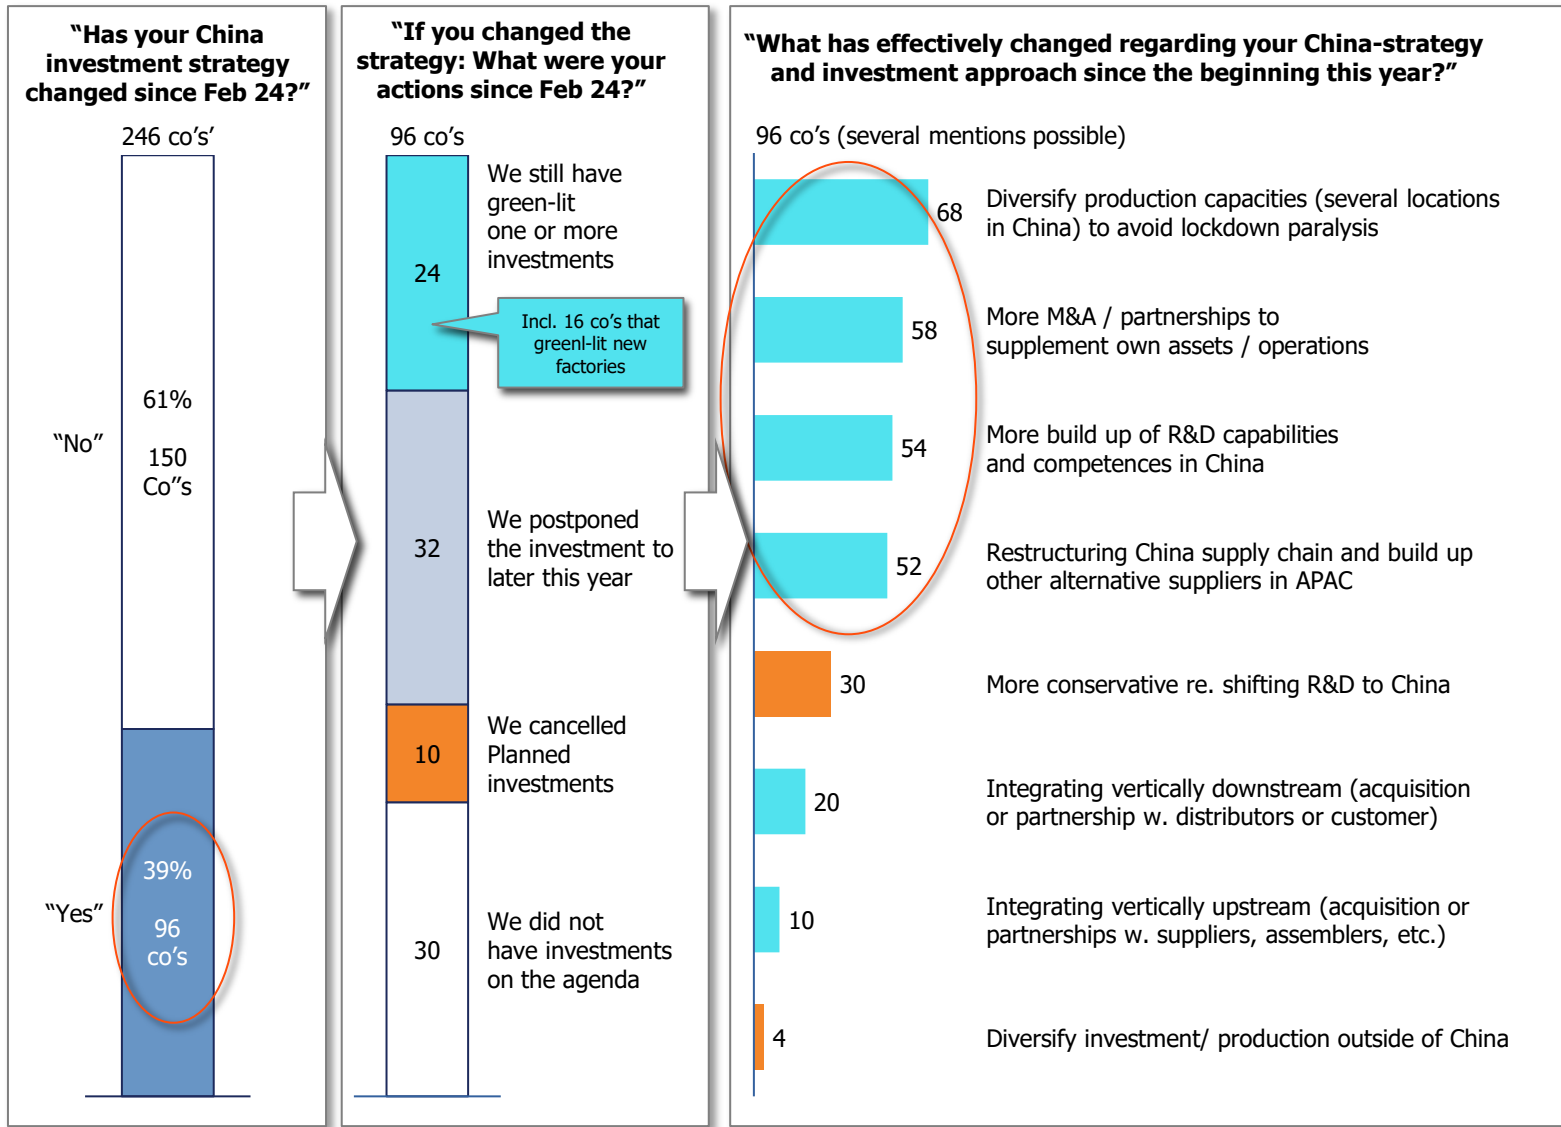 “Has your China
investment strategy
changed since Feb 24?”
246 co’s’
61%
“No”
150
Co”s
39%
“Yes”
96
co’s
“If you changed the
strategy: What were your
actions since Feb 24?”
96 co’s
We still have
green-lit
one or more
investments
24
Incl. 16 co’s that
greenl-lit new
factories
We postponed
the investment to
later this year
32
We cancelled
Planned
investments
10
We did not
have investments
on the agenda
30
“What has effectively changed regarding your China-strategy
and investment approach since the beginning this year?”
96 co’s (several mentions possible)
68
Diversify production capacities (several locations
in China) to avoid lockdown paralysis
58
More M&A / partnerships to
supplement own assets / operations
54
More build up of R&D capabilities
and competences in China
52
Restructuring China supply chain and build up
other alternative suppliers in APAC
30
More conservative re. shifting R&D to China
20
Integrating vertically downstream (acquisition
or partnership w. distributors or customer)
10
Integrating vertically upstream (acquisition or
partnerships w. suppliers, assemblers, etc.)
4
Diversify investment/ production outside of China